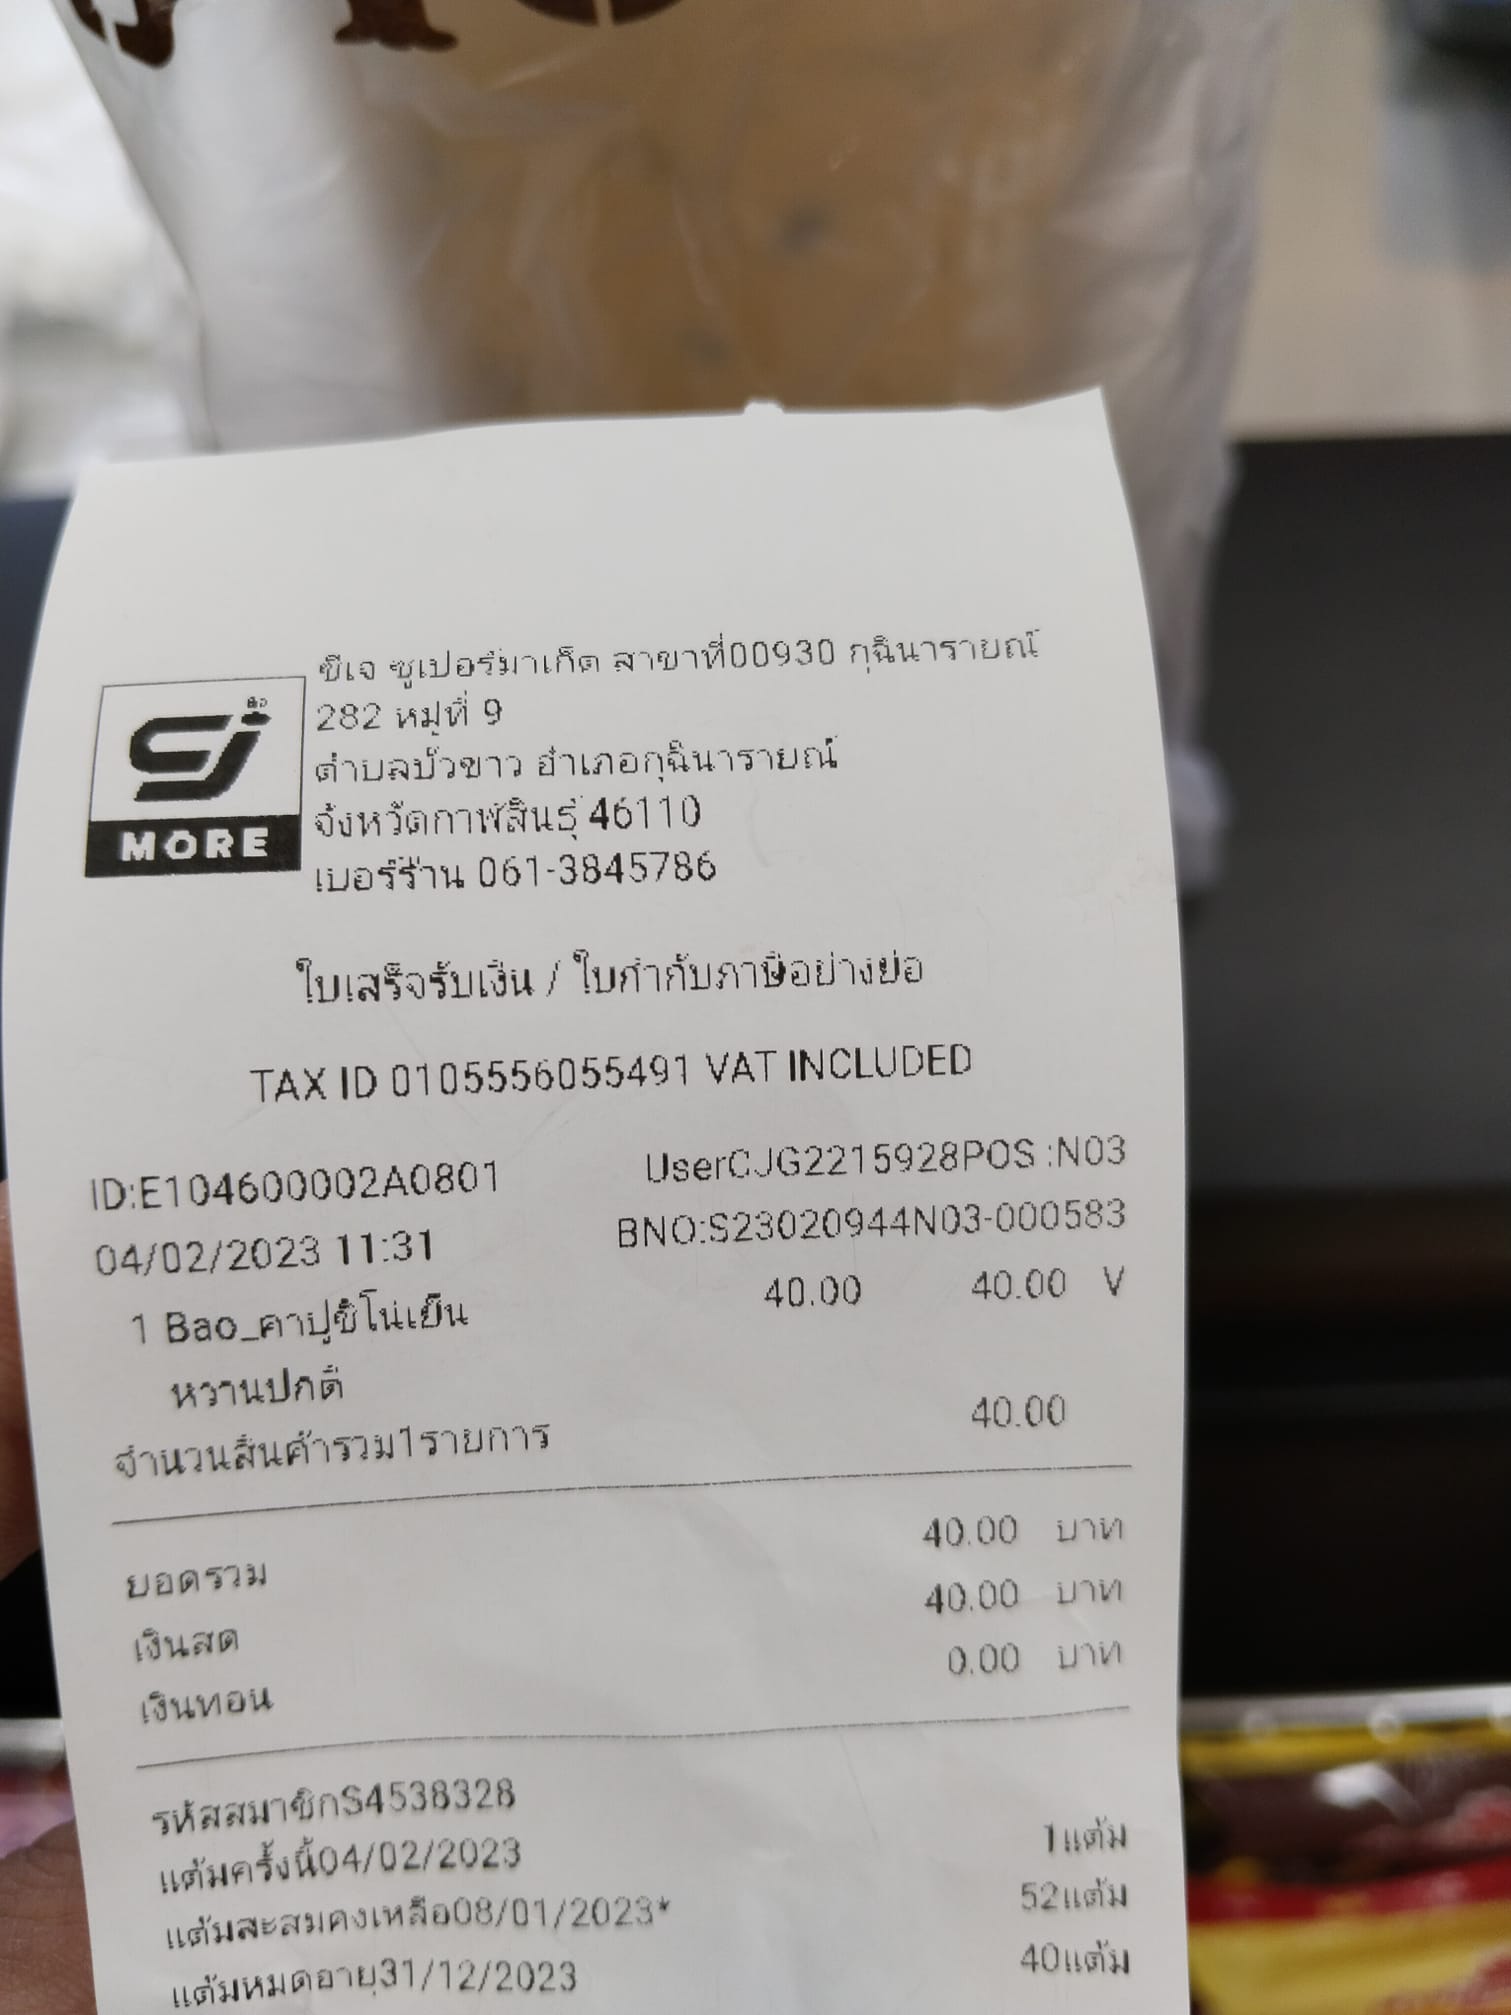 ซีเจ ซูเปอร์มาเก็ต สาขาที่00930 กุฉินารายณ์
282 หมู่ที่ 9
ตำบลบัวขาว อำเภอกุฉินารายณ์
จังหวัดกาฬสินธุ์ 46110
เบอร์ร้าน 061-3845786
CJ
MORE
ใบเสร็จรับเงิน / ใบกำกับภาษีอย่างย่อ
TAX ID 0105556055491 VAT INCLUDED
ID:E104600002A0801 UserCJG2215928POS :N03
04/02/2023 11:31 BNO:S23020944N03-000583
1 Bao_คาปูชิโน่เย็น 40.00 40.00 V
หวานปกติ
จำนวนสินค้ารวม1รายการ 40.00
ยอดรวม 40.00 บาท
เงินสด 40.00 บาท
เงินทอน 0.00 บาท
รหัสสมาชิกS4538328
แต้มครั้งนี้04/02/2023 1แต้ม
แต้มสะสมคงเหลือ08/01/2023* 52แต้ม
แต้มหมดอายุ31/12/2023 40แต้ม